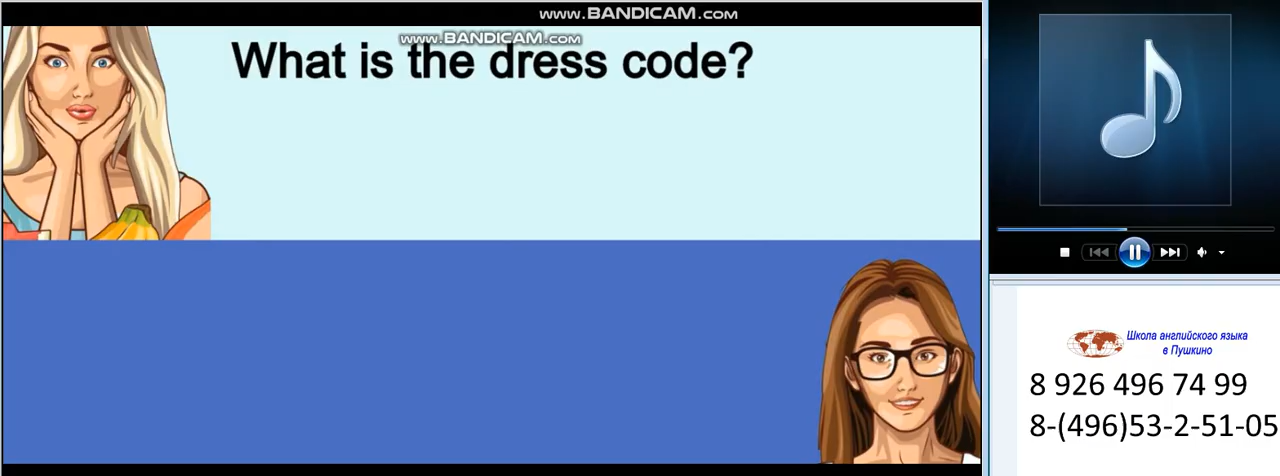 www.BANDICAM.com
www.BANDICAM.com
What is the dress code?
Школа английского языка
в Пушкино
8 926 496 74 99
8-(496)53-2-51-05